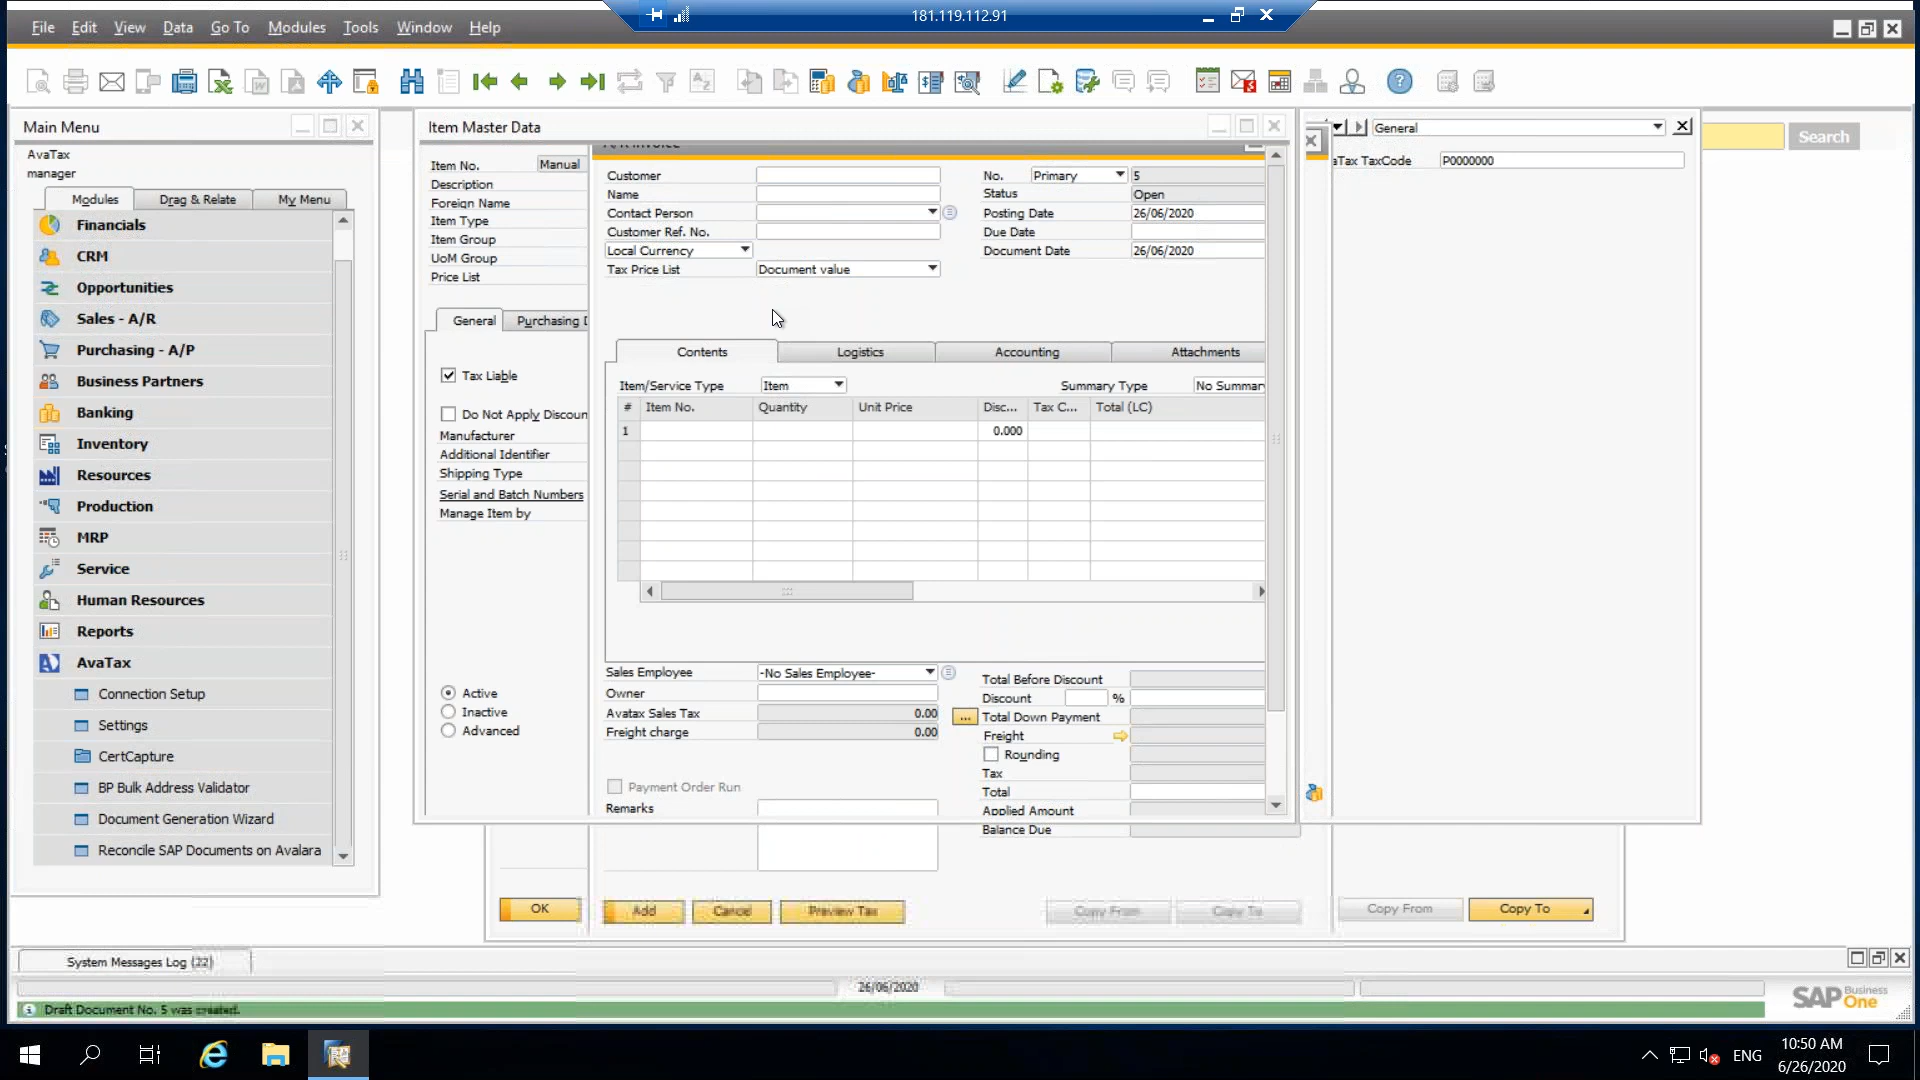 181.119.112.91
File Edit View Data Go To Modules Tools Window Help
Main Menu
AvaTax
manager
Modules Drag & Relate My Menu
Financials
CRM
Opportunities
Sales - A/R
Purchasing - A/P
Business Partners
Banking
Inventory
Resources
Production
MRP
Service
Human Resources
Reports
AvaTax
Connection Setup
Settings
CertCapture
BP Bulk Address Validator
Document Generation Wizard
Reconcile SAP Documents on Avalara
Item Master Data
Item No. Manual
Description
Foreign Name
Item Type
Item Group
UoM Group
Price List
General Purchasing D
Tax Liable
Do Not Apply Discoun
Manufacturer
Additional Identifier
Shipping Type
Serial and Batch Numbers
Manage Item by
Active
Inactive
Advanced
OK
Customer
Name
Contact Person
Customer Ref. No.
Local Currency
Tax Price List Document value
No. Primary 5
Status Open
Posting Date 26/06/2020
Due Date
Document Date 26/06/2020
Contents Logistics Accounting Attachments
Item/Service Type Item Summary Type No Summar
# Item No. Quantity Unit Price Disc... Tax C... Total (LC)
1 0.000
Sales Employee -No Sales Employee-
Owner
Avatax Sales Tax 0.00
Freight charge 0.00
Payment Order Run
Remarks
Total Before Discount
Discount %
... Total Down Payment
Freight
Rounding
Tax
Total
Applied Amount
Balance Due
Add Cancel Preview Tax Copy From Copy To
General
aTax TaxCode P0000000
Search
Copy From Copy To
System Messages Log (22)
26/06/2020
Draft Document No. 5 was created.
SAP Business One
ENG
10:50 AM
6/26/2020